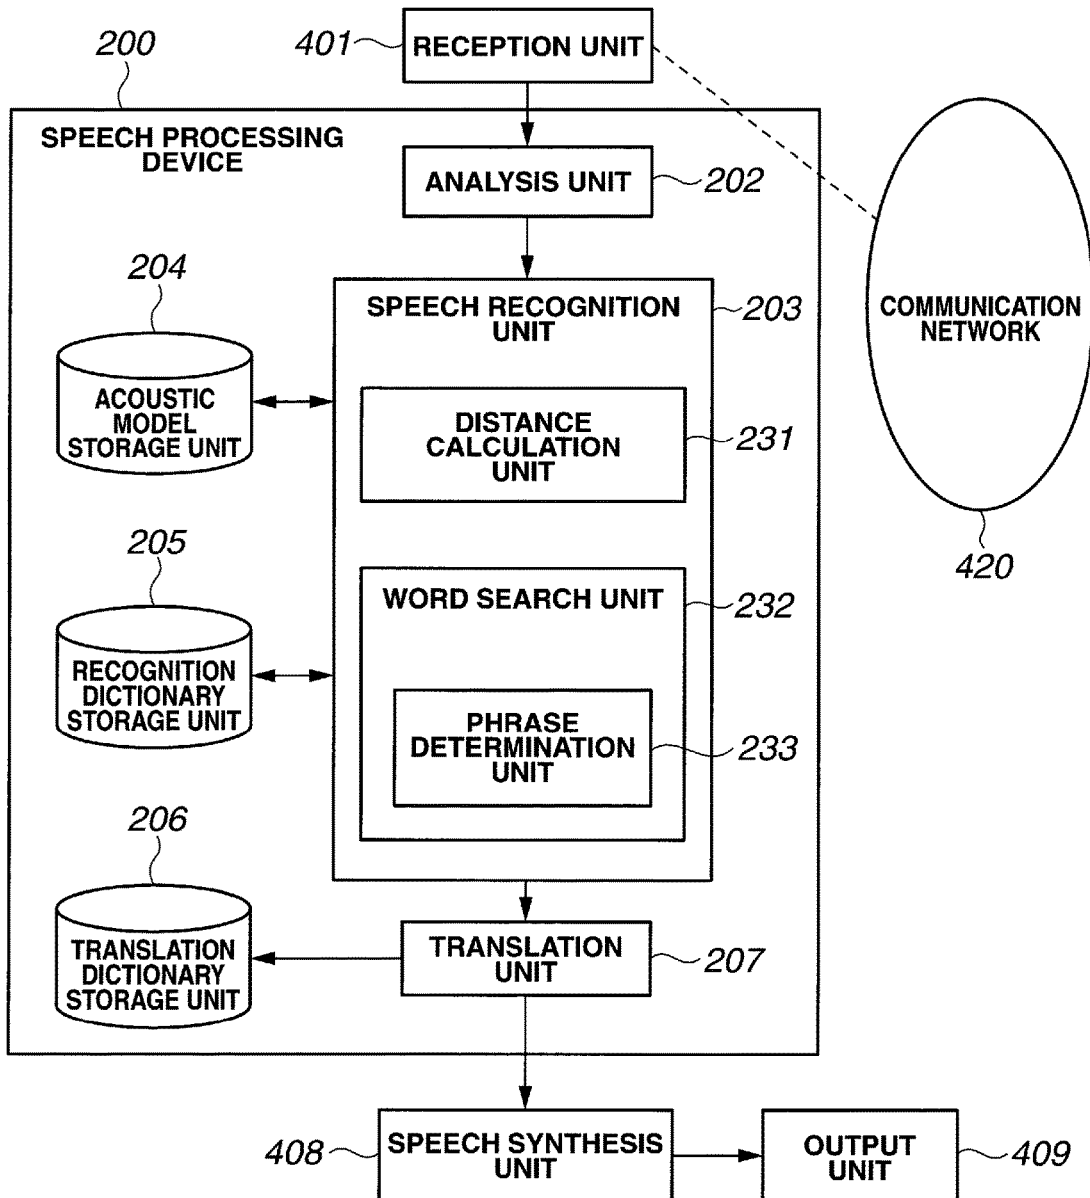 401
RECEPTION UNIT
200
SPEECH PROCESSING
DEVICE
ANALYSIS UNIT
202
204
SPEECH RECOGNITION
UNIT
203
COMMUNICATION
NETWORK
ACOUSTIC
MODEL
STORAGE UNIT
DISTANCE
CALCULATION
UNIT
231
420
205
WORD SEARCH UNIT
232
RECOGNITION
DICTIONARY
STORAGE UNIT
PHRASE
DETERMINATION
UNIT
233
206
TRANSLATION
DICTIONARY
STORAGE UNIT
TRANSLATION
UNIT
207
408
SPEECH SYNTHESIS
UNIT
OUTPUT
UNIT
409